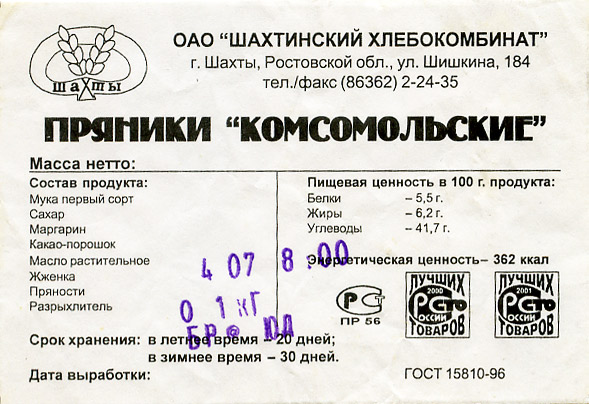 ОАО "ШАХТИНСКИЙ ХЛЕБОКОМБИНАТ"
г. Шахты, Ростовской обл., ул. Шишкина, 184
тел./факс (86362) 2-24-35
шахты
ПРЯНИКИ "КОМСОМОЛЬСКИЕ"
Масса нетто:
Состав продукта:
Мука первый сорт
Сахар
Маргарин
Какао-порошок
Масло растительное
Жженка
Пряности
Разрыхлитель
Пищевая ценность в 100 г. продукта:
Белки – 5,5 г.
Жиры – 6,2 г.
Углеводы – 41,7 г.
Энергетическая ценность– 362 ккал
4 07 8.00
0 1 КГ
РСТ
ПР 56
ЛУЧШИХ
2000
РОССИИ
СТО
ТОВАРОВ
ЛУЧШИХ
2001
РОССИИ
СТО
ТОВАРОВ
Срок хранения: в летнее время – 20 дней;
в зимнее время – 30 дней.
Дата выработки:
ГОСТ 15810-96